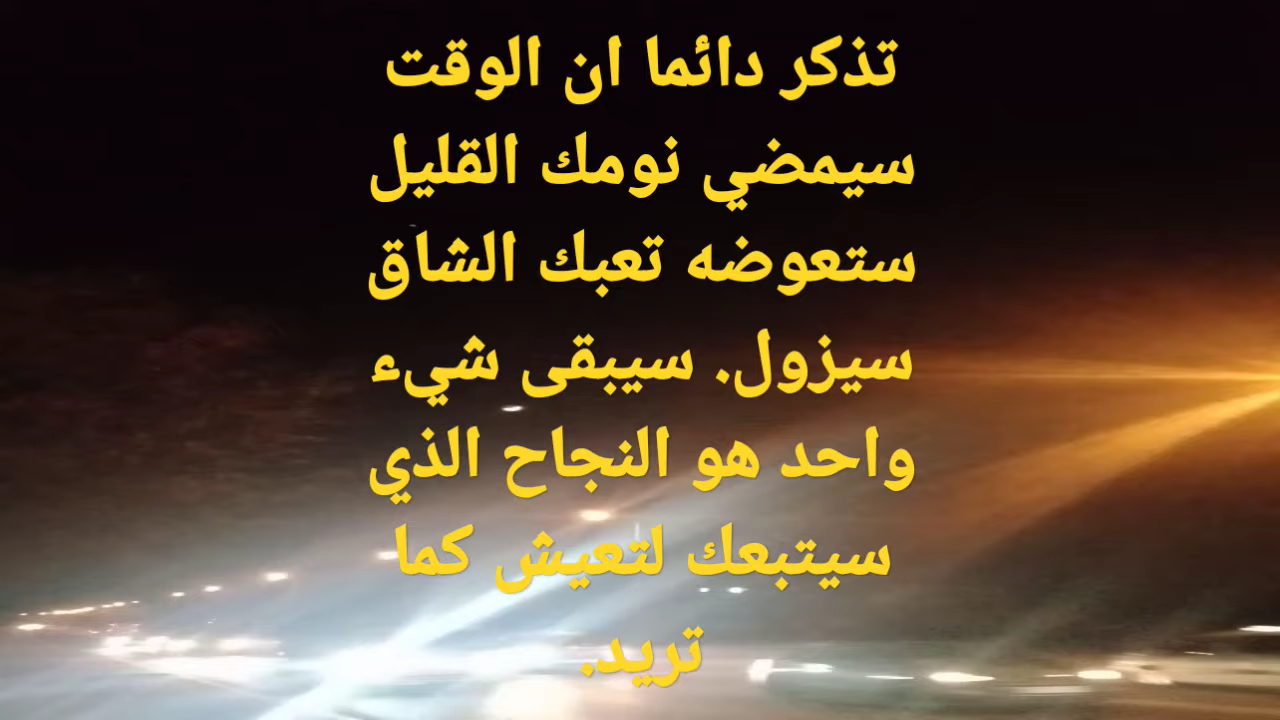 تذكر دائما ان الوقت
سيمضي نومك القليل
ستعوضه تعبك الشاق
سيزول. سيبقى شيء
واحد هو النجاح الذي
سيتبعك لتعيش كما
تريد.